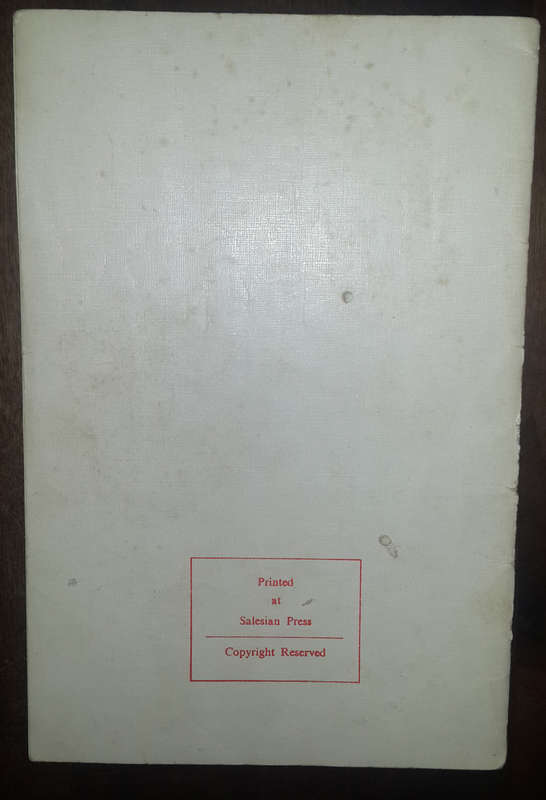 Printed
at
Salesian Press
Copyright Reserved